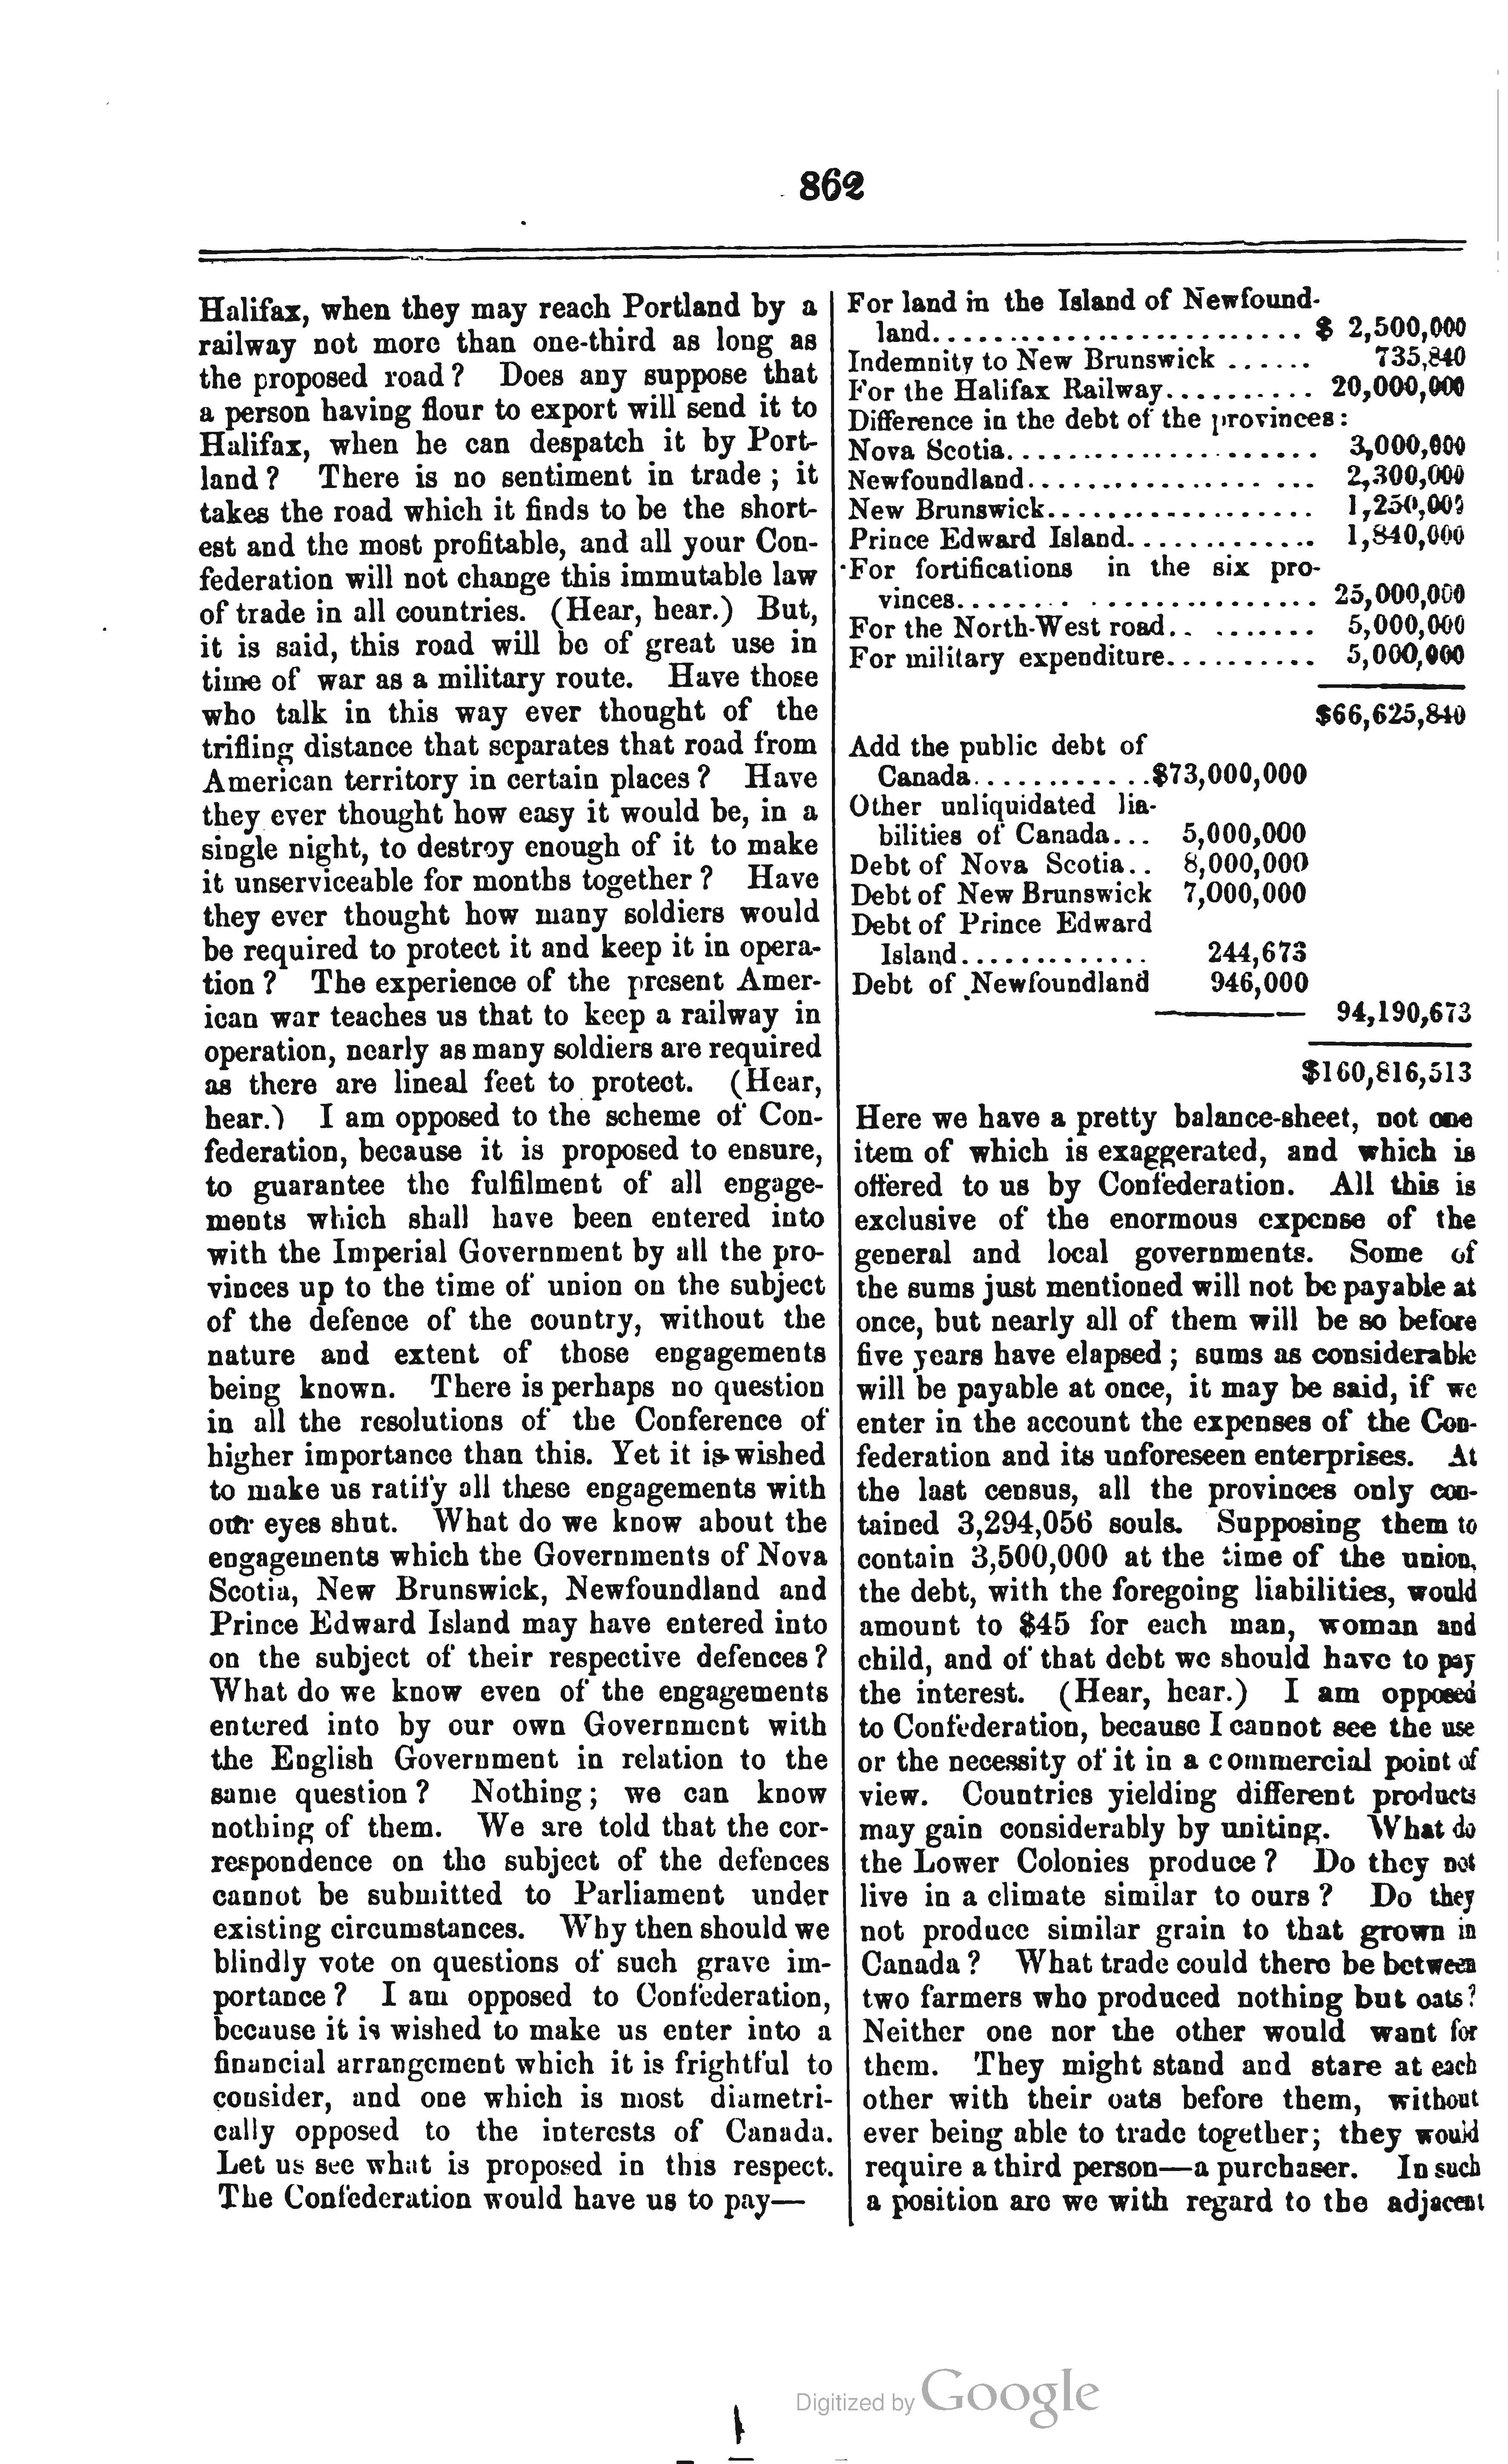 862
Halifax, when they may reach Portland by a
railway not more than one-third as long as
the proposed road? Does any suppose that
a person having flour to export will send it to
Halifax, when he can despatch it by Port-
land? There is no sentiment in trade; it
takes the road which it finds to be the short-
est and the most profitable, and all your Con-
federation will not change this immutable law
of trade in all countries. (Hear, hear.) But,
it is said, this road will be of great use in
time of war as a military route. Have those
who talk in this way ever thought of the
trifling distance that separates that road from
American territory in certain places? Have
they ever thought how easy it would be, in a
single night, to destroy enough of it to make
it unserviceable for months together? Have
they ever thought how many soldiers would
be required to protect it and keep it in opera-
tion? The experience of the present Amer-
ican war teaches us that to keep a railway in
operation, nearly as many soldiers are required
as there are lineal feet to protect. (Hear,
hear.) I am opposed to the scheme of Con-
federation, because it is proposed to ensure,
to guarantee the fulfilment of all engage-
ments which shall have been entered into
with the Imperial Government by all the pro-
vinces up to the time of union on the subject
of the defence of the country, without the
nature and extent of those engagements
being known. There is perhaps no question
in all the resolutions of the Conference of
higher importance than this. Yet it is wished
to make us ratify all these engagements with
our eyes shut. What do we know about the
engagements which the Governments of Nova
Scotia, New Brunswick, Newfoundland and
Prince Edward Island may have entered into
on the subject of their respective defences?
What do we know even of the engagements
entered into by our own Government with
the English Government in relation to the
same question? Nothing; we can know
nothing of them. We are told that the cor-
respondence on the subject of the defences
cannot be submitted to Parliament under
existing circumstances. Why then should we
blindly vote on questions of such grave im-
portance? I am opposed to Confederation,
because it is wished to make us enter into a
financial arrangement which it is frightful to
consider, and one which is most diametri-
cally opposed to the interests of Canada.
Let us see what is proposed in this respect.
The Confederation would have us to pay—
For land in the Island of Newfound-
land......................... $ 2,500,000
Indemnity to New Brunswick ...... 735,840
For the Halifax Railway.......... 20,000,000
Difference in the debt of the provinces:
Nova Scotia..................... 3,000,000
Newfoundland................ ... 2,300,000
New Brunswick.................. 1,250,000
Prince Edward Island............. 1,840,000
For fortifications in the six pro-
vinces........................ 25,000,000
For the North-West road.. ....... 5,000,000
For military expenditure.......... 5,000,000
$66,625,840
Add the public debt of
Canada............$73,000,000
Other unliquidated lia-
bilities of Canada... 5,000,000
Debt of Nova Scotia.. 8,000,000
Debt of New Brunswick 7,000,000
Debt of Prince Edward
Island............. 244,673
Debt of Newfoundland 946,000
94,190,673
$160,816,513
Here we have a pretty balance-sheet, not one
item of which is exaggerated, and which is
offered to us by Confederation. All this is
exclusive of the enormous expense of the
general and local governments. Some of
the sums just mentioned will not be payable at
once, but nearly all of them will be so before
five years have elapsed; sums as considerable
will be payable at once, it may be said, if we
enter in the account the expenses of the Con-
federation and its unforeseen enterprises. At
the last census, all the provinces only con-
tained 3,294,056 souls. Supposing them to
contain 3,500,000 at the time of the union,
the debt, with the foregoing liabilities, would
amount to $45 for each man, woman and
child, and of that debt we should have to pay
the interest. (Hear, hear.) I am opposed
to Confederation, because I cannot see the use
or the necessity of it in a commercial point of
view. Countries yielding different products
may gain considerably by uniting. What do
the Lower Colonies produce? Do they not
live in a climate similar to ours? Do they
not produce similar grain to that grown in
Canada? What trade could there be between
two farmers who produced nothing but oats?
Neither one nor the other would want for
them. They might stand and stare at each
other with their oats before them, without
ever being able to trade together; they would
require a third person—a purchaser. In such
a position are we with regard to the adjacent
Digitized by Google